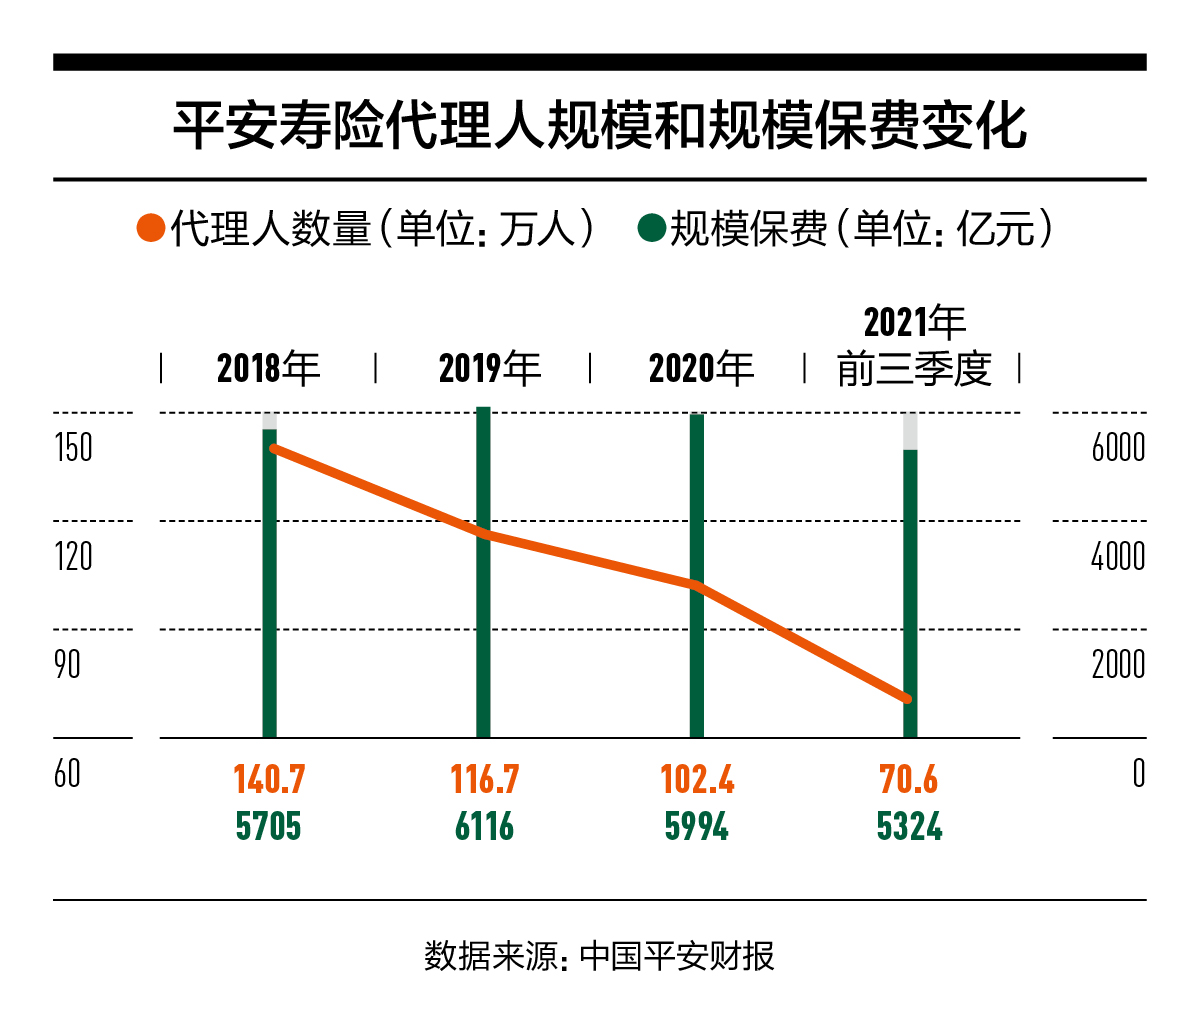 平安寿险代理人规模和规模保费变化
代理人数量(单位:万人) 规模保费(单位:亿元)
2018年 2019年 2020年 2021年
前三季度
150 6000
120 4000
90 2000
60 0
140.7 116.7 102.4 70.6
5705 6116 5994 5324
数据来源:中国平安财报